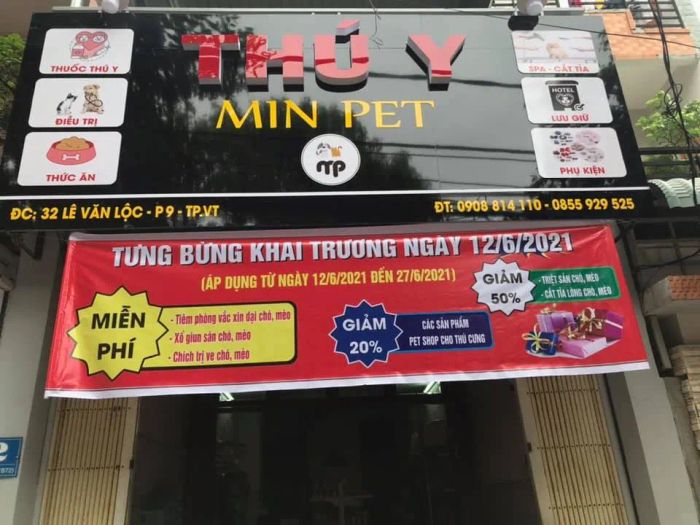 THÚ Y
MIN PET
THUỐC THÚ Y
ĐIỀU TRỊ
THỨC ĂN
SPA - CẮT TỈA
HOTEL
LƯU GIỮ
PHỤ KIỆN
MP
ĐC: 32 LÊ VĂN LỘC - P 9 - TP.VT
ĐT: 0908 814 110 - 0855 929 525
TƯNG BỪNG KHAI TRƯƠNG NGÀY 12/6/2021
(ÁP DỤNG TỪ NGÀY 12/6/2021 ĐẾN 27/6/2021)
MIỄN
PHÍ
- Tiêm phòng vắc xin dại chó, mèo
- Xổ giun sán chó, mèo
- Chích trị ve chó, mèo
GIẢM
20%
CÁC SẢN PHẨM
PET SHOP CHO THÚ CƯNG
GIẢM
50%
- TRIỆT SẢN CHÓ, MÈO
- CẮT TỈA LÔNG CHÓ, MÈO